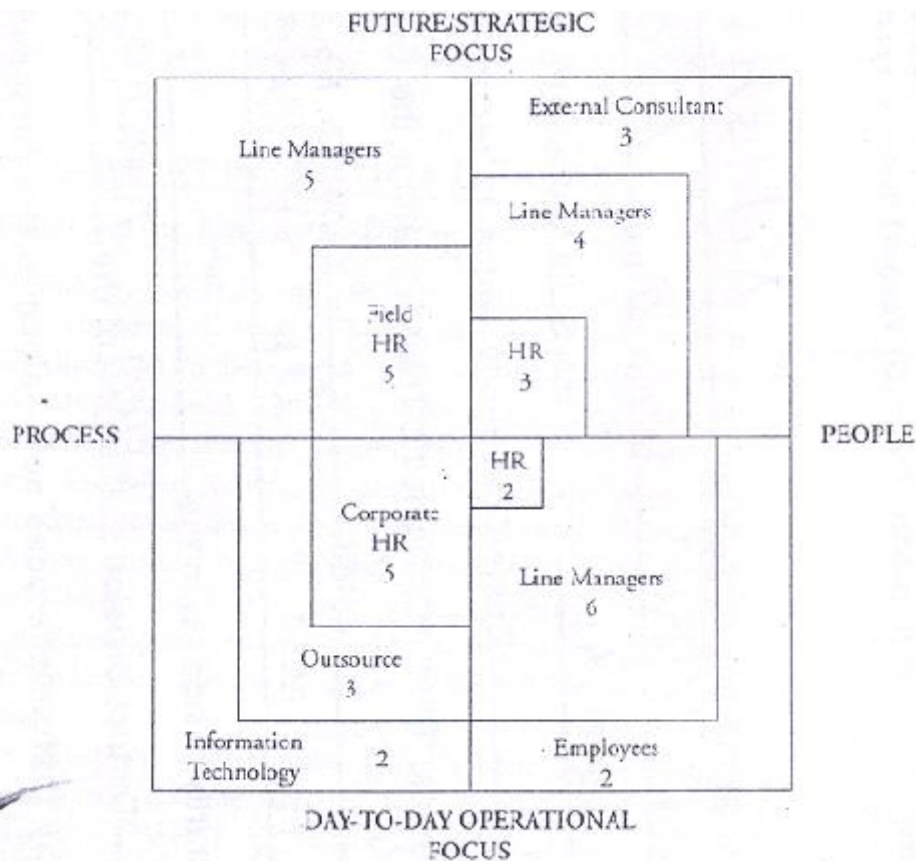 FUTURE/STRATEGIC
FOCUS
External Consultant
3
Line Managers
5
Line Managers
4
Field
HR
5
HR
3
PROCESS
PEOPLE
HR
2
Corporate
HR
5
Line Managers
6
Outsource
3
Information
Technology
2
Employees
2
DAY-TO-DAY OPERATIONAL
FOCUS